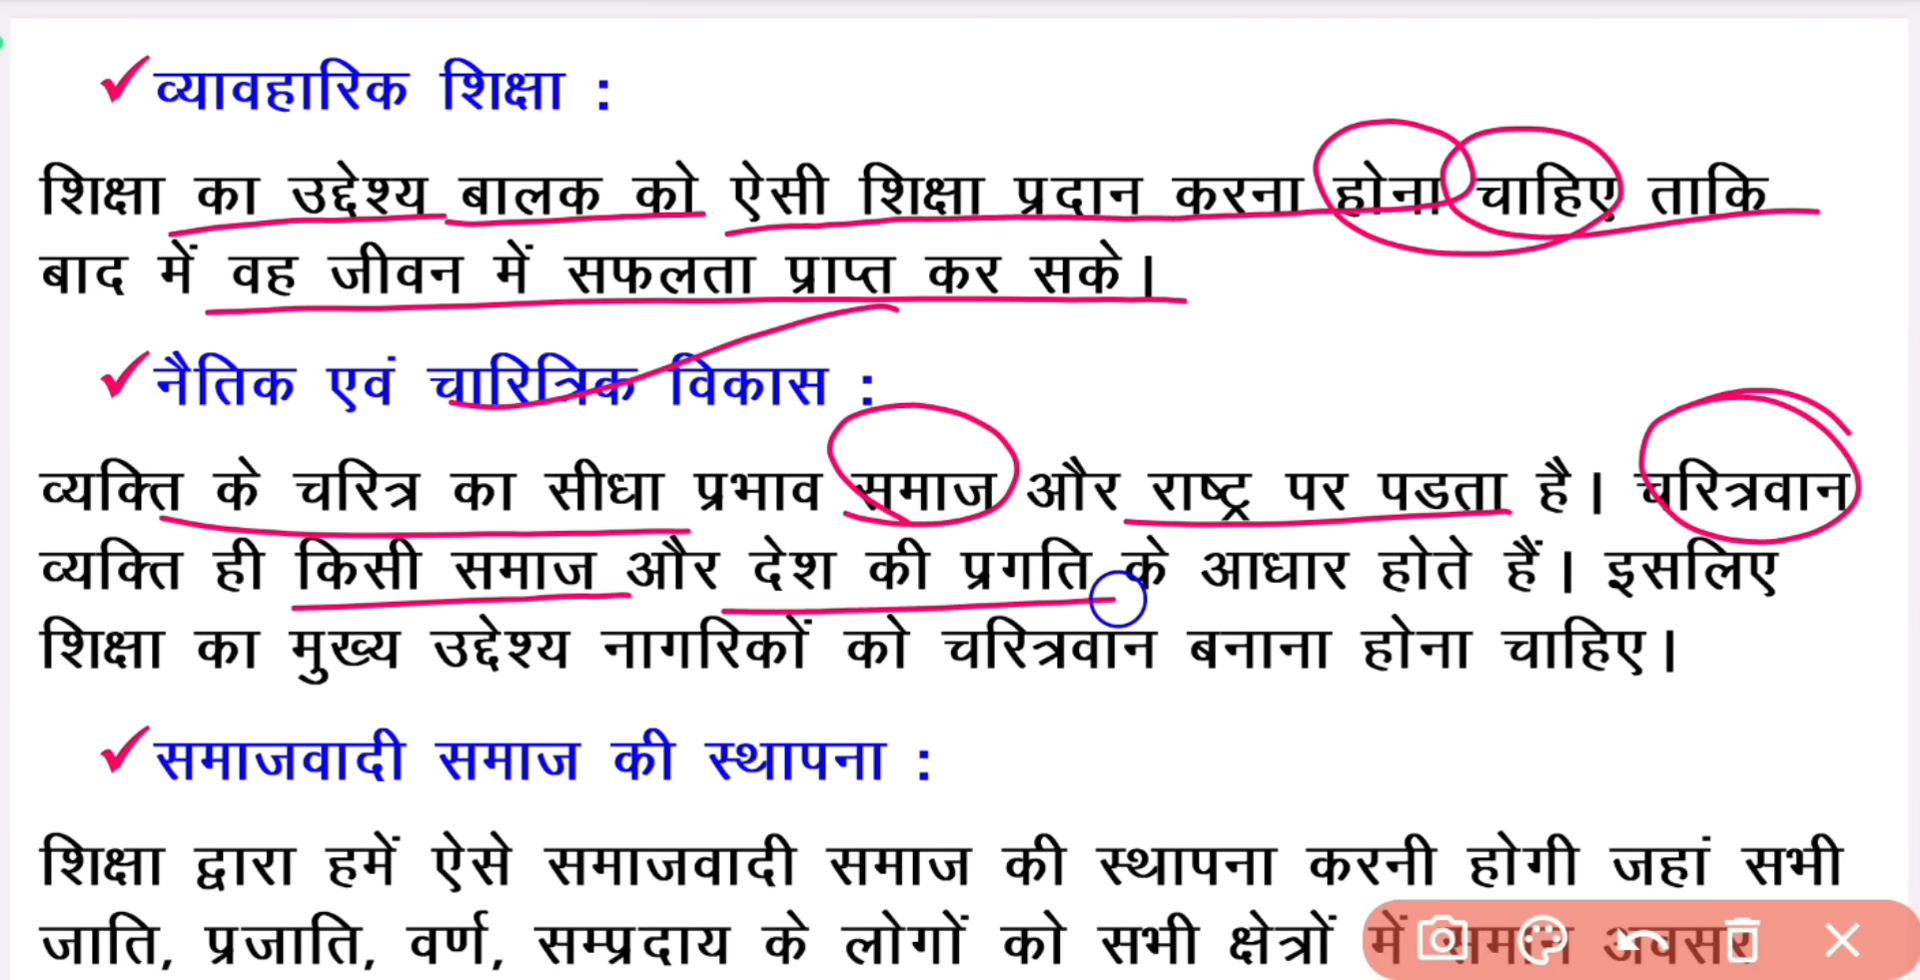 व्यावहारिक शिक्षा :
शिक्षा का उद्देश्य बालक को ऐसी शिक्षा प्रदान करना होना चाहिए ताकि
बाद में वह जीवन में सफलता प्राप्त कर सके।
नैतिक एवं चारित्रिक विकास :
व्यक्ति के चरित्र का सीधा प्रभाव समाज और राष्ट्र पर पडता है। चरित्रवान
व्यक्ति ही किसी समाज और देश की प्रगति के आधार होते हैं। इसलिए
शिक्षा का मुख्य उद्देश्य नागरिकों को चरित्रवान बनाना होना चाहिए।
समाजवादी समाज की स्थापना :
शिक्षा द्वारा हमें ऐसे समाजवादी समाज की स्थापना करनी होगी जहां सभी
जाति, प्रजाति, वर्ण, सम्प्रदाय के लोगों को सभी क्षेत्रों में समान अवसर